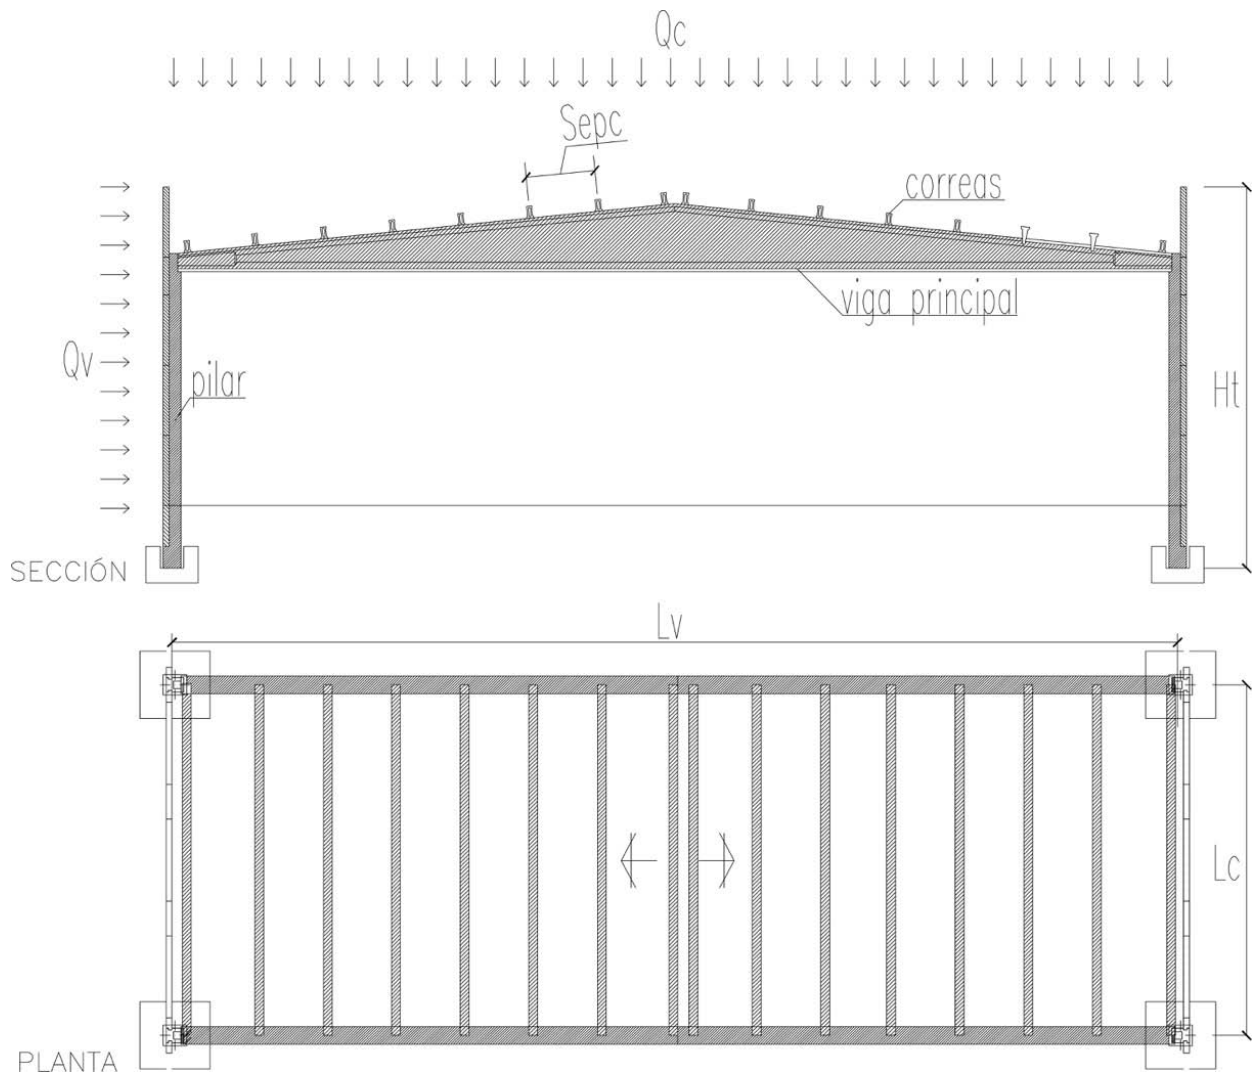 Qc
Sepc
correas
viga principal
Qv
pilar
Ht
SECCIÓN
Lv
Lc
PLANTA